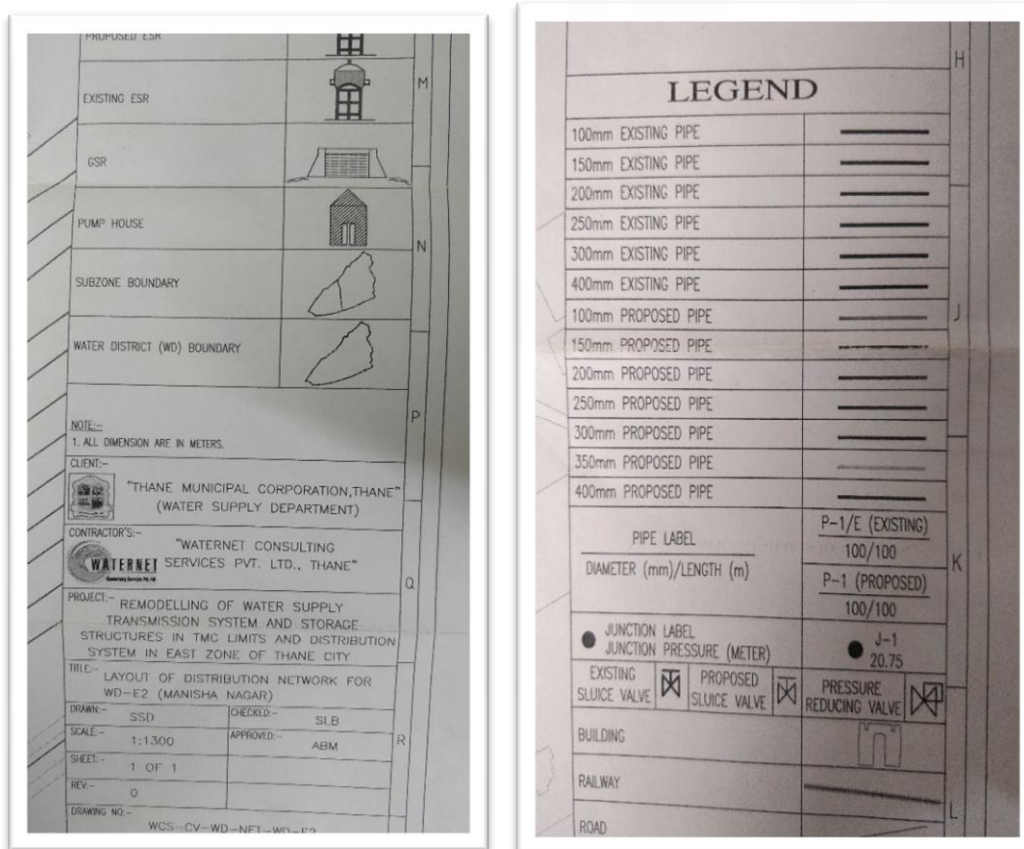 PROPOSED ESR
EXISTING ESR
M
GSR
PUMP HOUSE
N
SUBZONE BOUNDARY
WATER DISTRICT (WD) BOUNDARY
P
NOTE:-
1. ALL DIMENSION ARE IN METERS.
CLIENT:-
"THANE MUNICIPAL CORPORATION,THANE"
(WATER SUPPLY DEPARTMENT)
CONTRACTOR'S:-
WATERNET
"WATERNET CONSULTING
SERVICES PVT. LTD., THANE"
Q
PROJECT:-
REMODELLING OF WATER SUPPLY
TRANSMISSION SYSTEM AND STORAGE
STRUCTURES IN TMC LIMITS AND DISTRIBUTION
SYSTEM IN EAST ZONE OF THANE CITY
TITLE:-
LAYOUT OF DISTRIBUTION NETWORK FOR
WD-E2 (MANISHA NAGAR)
DRAWN:- SSD CHECKED:- SLB
SCALE:- 1:1300 APPROVED:- ABM
R
SHEET:- 1 OF 1
REV:- 0
DRAWING NO:-
WCS-CV-WD-NET-WD-E2
H
LEGEND
100mm EXISTING PIPE
150mm EXISTING PIPE
200mm EXISTING PIPE
250mm EXISTING PIPE
300mm EXISTING PIPE
400mm EXISTING PIPE
100mm PROPOSED PIPE
J
150mm PROPOSED PIPE
200mm PROPOSED PIPE
250mm PROPOSED PIPE
300mm PROPOSED PIPE
350mm PROPOSED PIPE
400mm PROPOSED PIPE
PIPE LABEL
DIAMETER (mm)/LENGTH (m)
P-1/E (EXISTING)
100/100
P-1 (PROPOSED)
100/100
K
JUNCTION LABEL
JUNCTION PRESSURE (METER)
J-1
20.75
EXISTING
SLUICE VALVE
PROPOSED
SLUICE VALVE
PRESSURE
REDUCING VALVE
BUILDING
RAILWAY
L
ROAD